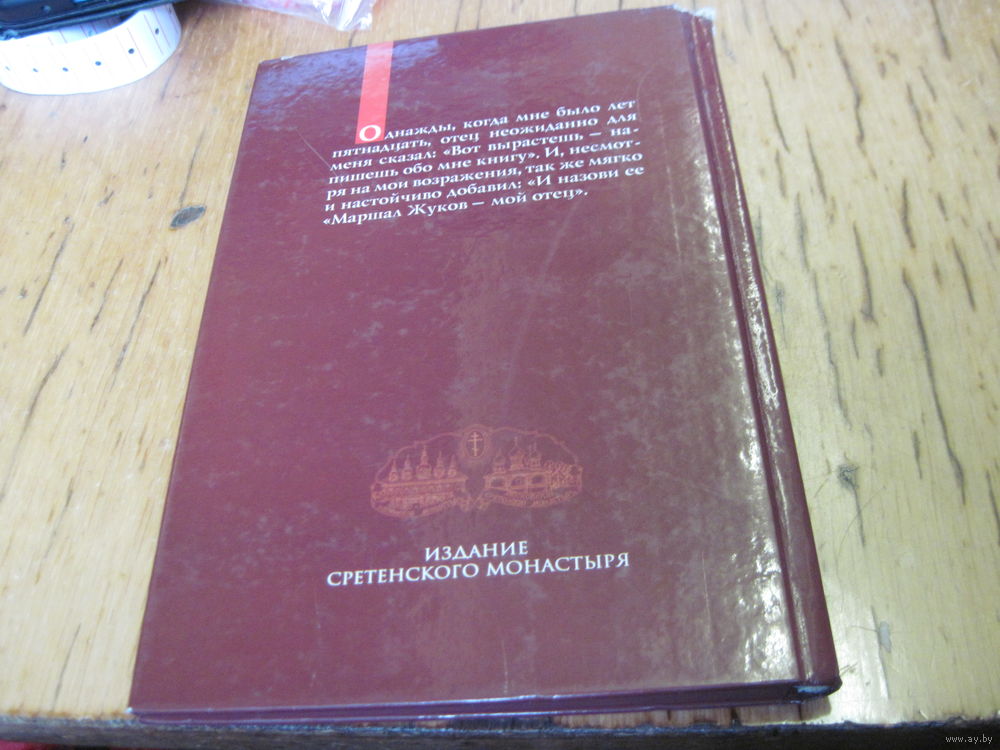 Однажды, когда мне было лет
пятнадцать, отец неожиданно для
меня сказал: «Вот вырастешь – на-
пишешь обо мне книгу». И, несмот-
ря на мои возражения, так же мягко
и настойчиво добавил: «И назови ее
«Маршал Жуков – мой отец».
ИЗДАНИЕ
СРЕТЕНСКОГО МОНАСТЫРЯ
www.ay.by